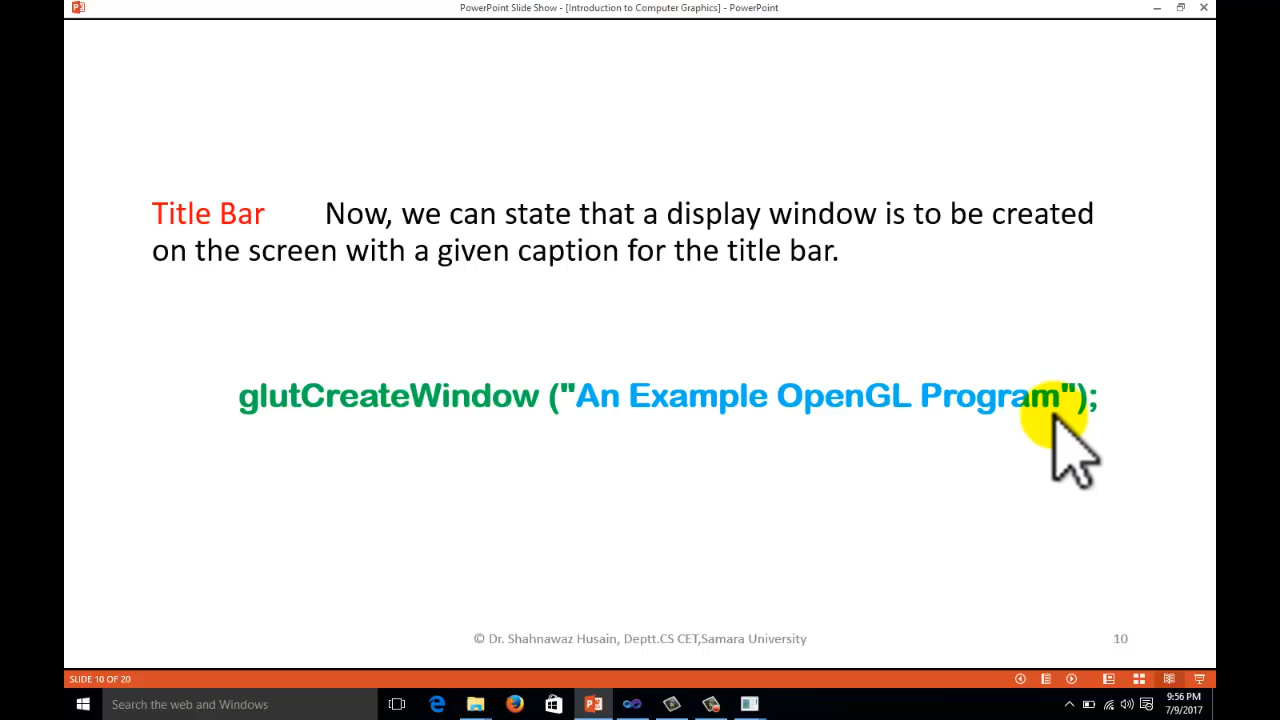 PowerPoint Slide Show - [Introduction to Computer Graphics] - PowerPoint
Title Bar Now, we can state that a display window is to be created
on the screen with a given caption for the title bar.
glutCreateWindow ("An Example OpenGL Program");
© Dr. Shahnawaz Husain, Deptt.CS CET,Samara University
10
SLIDE 10 OF 20
Search the web and Windows
9:56 PM
7/9/2017